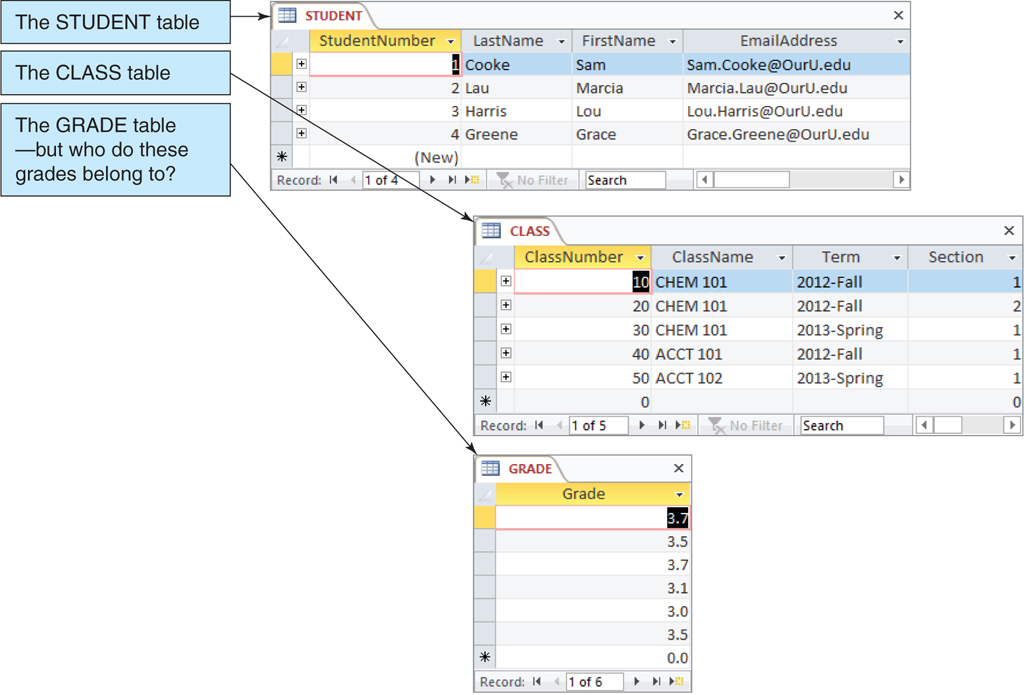 The STUDENT table
STUDENT
StudentNumber LastName FirstName EmailAddress
1 Cooke Sam Sam.Cooke@OurU.edu
2 Lau Marcia Marcia.Lau@OurU.edu
3 Harris Lou Lou.Harris@OurU.edu
4 Greene Grace Grace.Greene@OurU.edu
(New)
Record: 1 of 4 No Filter Search
The CLASS table
CLASS
ClassNumber ClassName Term Section
10 CHEM 101 2012-Fall 1
20 CHEM 101 2012-Fall 2
30 CHEM 101 2013-Spring 1
40 ACCT 101 2012-Fall 1
50 ACCT 102 2013-Spring 1
0 0
Record: 1 of 5 No Filter Search
The GRADE table
—but who do these
grades belong to?
GRADE
Grade
3.7
3.5
3.7
3.1
3.0
3.5
0.0
Record: 1 of 6